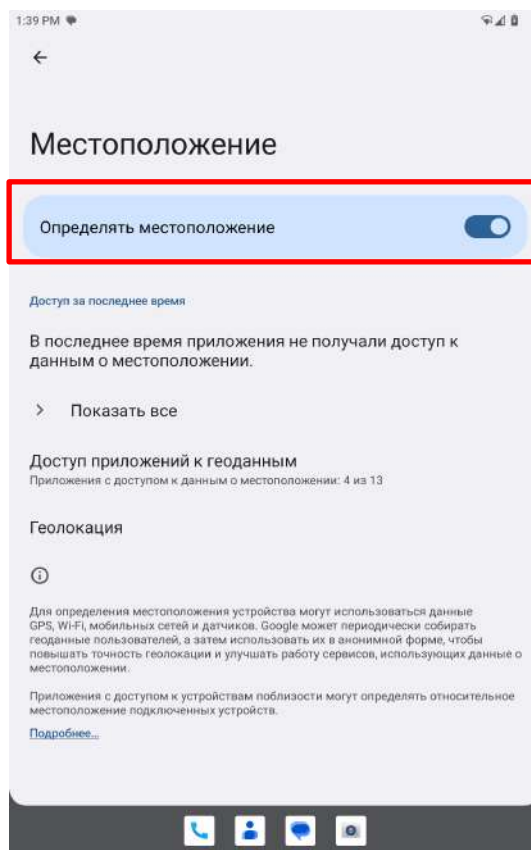 1:39 PM
Местоположение
Определять местоположение
Доступ за последнее время
В последнее время приложения не получали доступ к
данным о местоположении.
Показать все
Доступ приложений к геоданным
Приложения с доступом к данным о местоположении: 4 из 13
Геолокация
Для определения местоположения устройства могут использоваться данные
GPS, Wi-Fi, мобильных сетей и датчиков. Google может периодически собирать
геоданные пользователей, а затем использовать их в анонимной форме, чтобы
повышать точность геолокации и улучшать работу сервисов, использующих данные о
местоположении.
Приложения с доступом к устройствам поблизости могут определять относительное
местоположение подключенных устройств.
Подробнее...